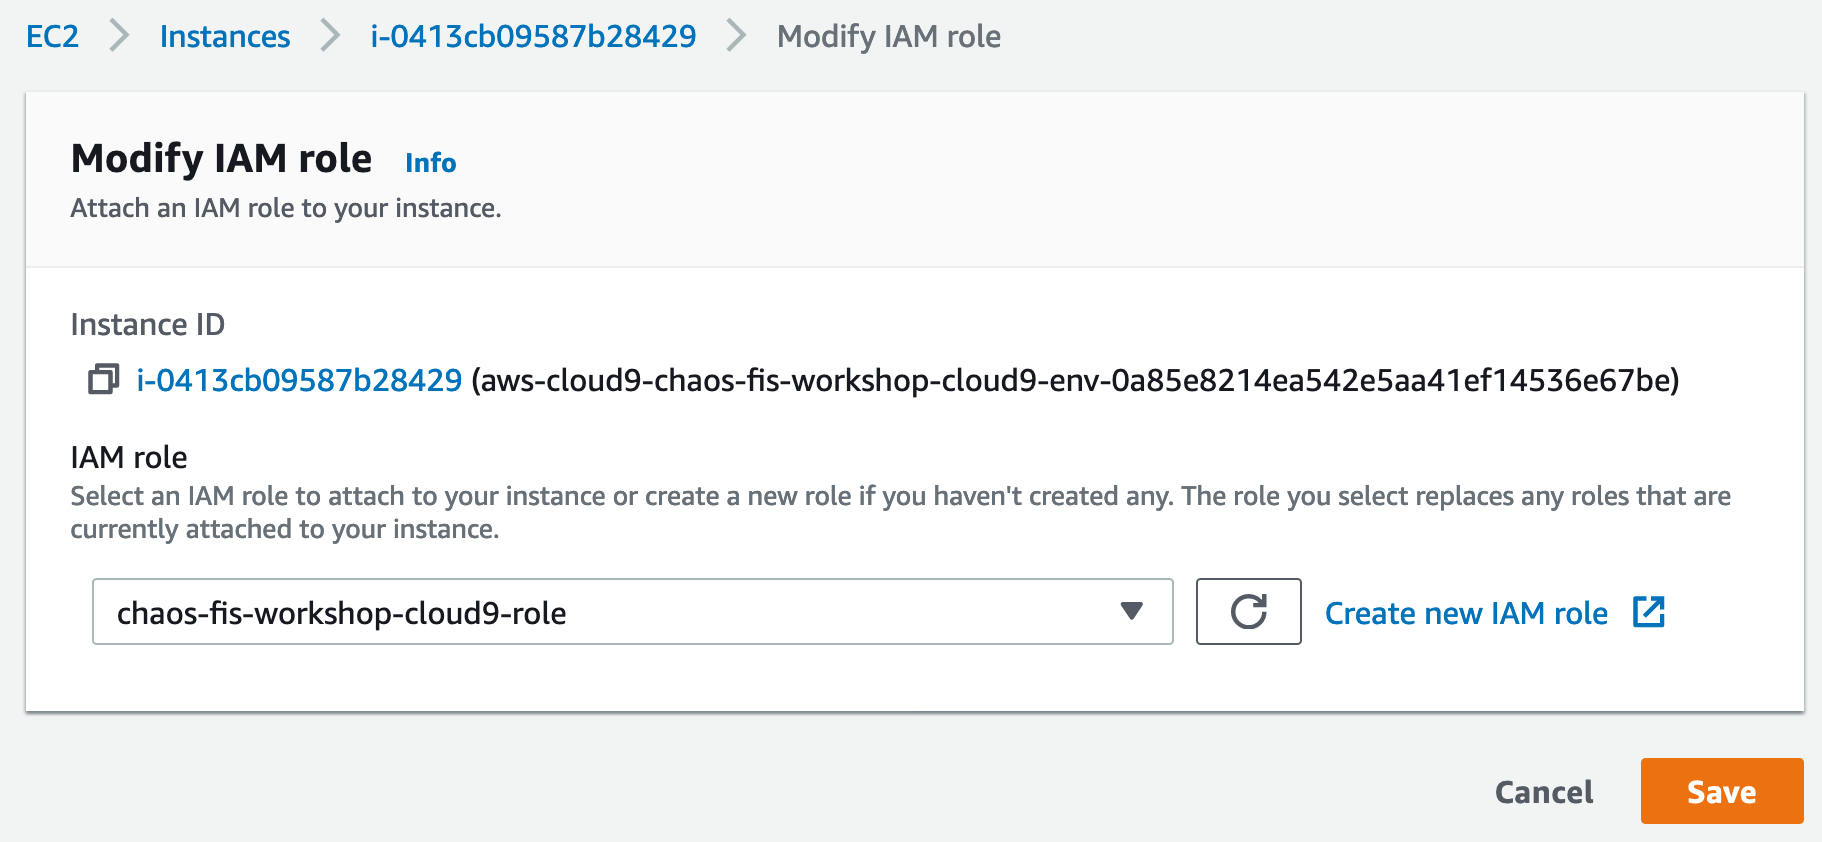 EC2 Instances i-0413cb09587b28429 Modify IAM role
Modify IAM role Info
Attach an IAM role to your instance.
Instance ID
i-0413cb09587b28429 (aws-cloud9-chaos-fis-workshop-cloud9-env-0a85e8214ea542e5aa41ef14536e67be)
IAM role
Select an IAM role to attach to your instance or create a new role if you haven't created any. The role you select replaces any roles that are
currently attached to your instance.
chaos-fis-workshop-cloud9-role Create new IAM role
Cancel Save